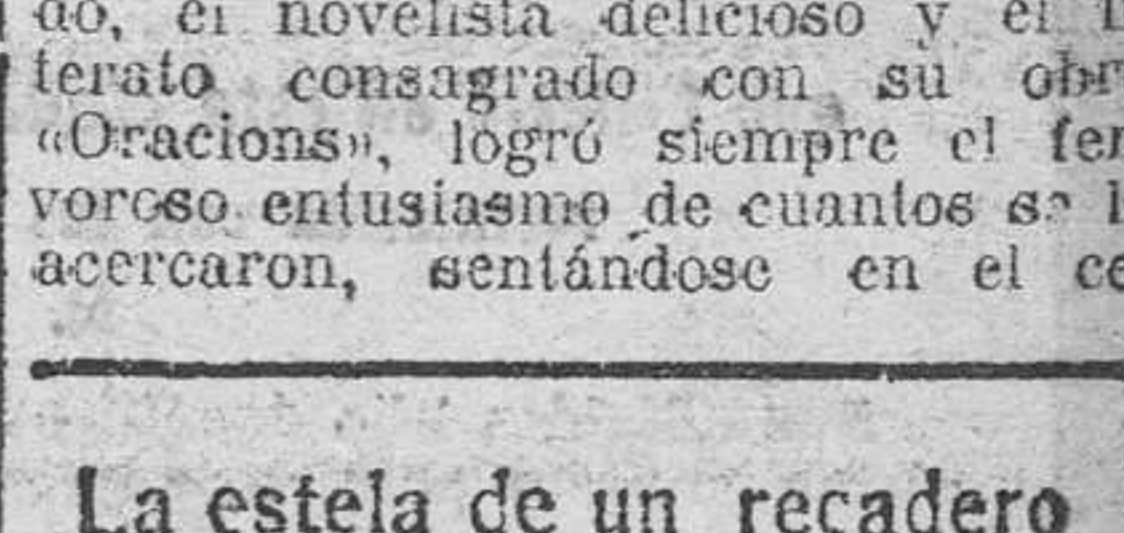 do, el novelista delicioso y el
terato consagrado con su obr
«Oracions», logró siempre el fer
voroso entusiasmo de cuantos se l
acercaron, sentándose en el ce
La estela de un recadero